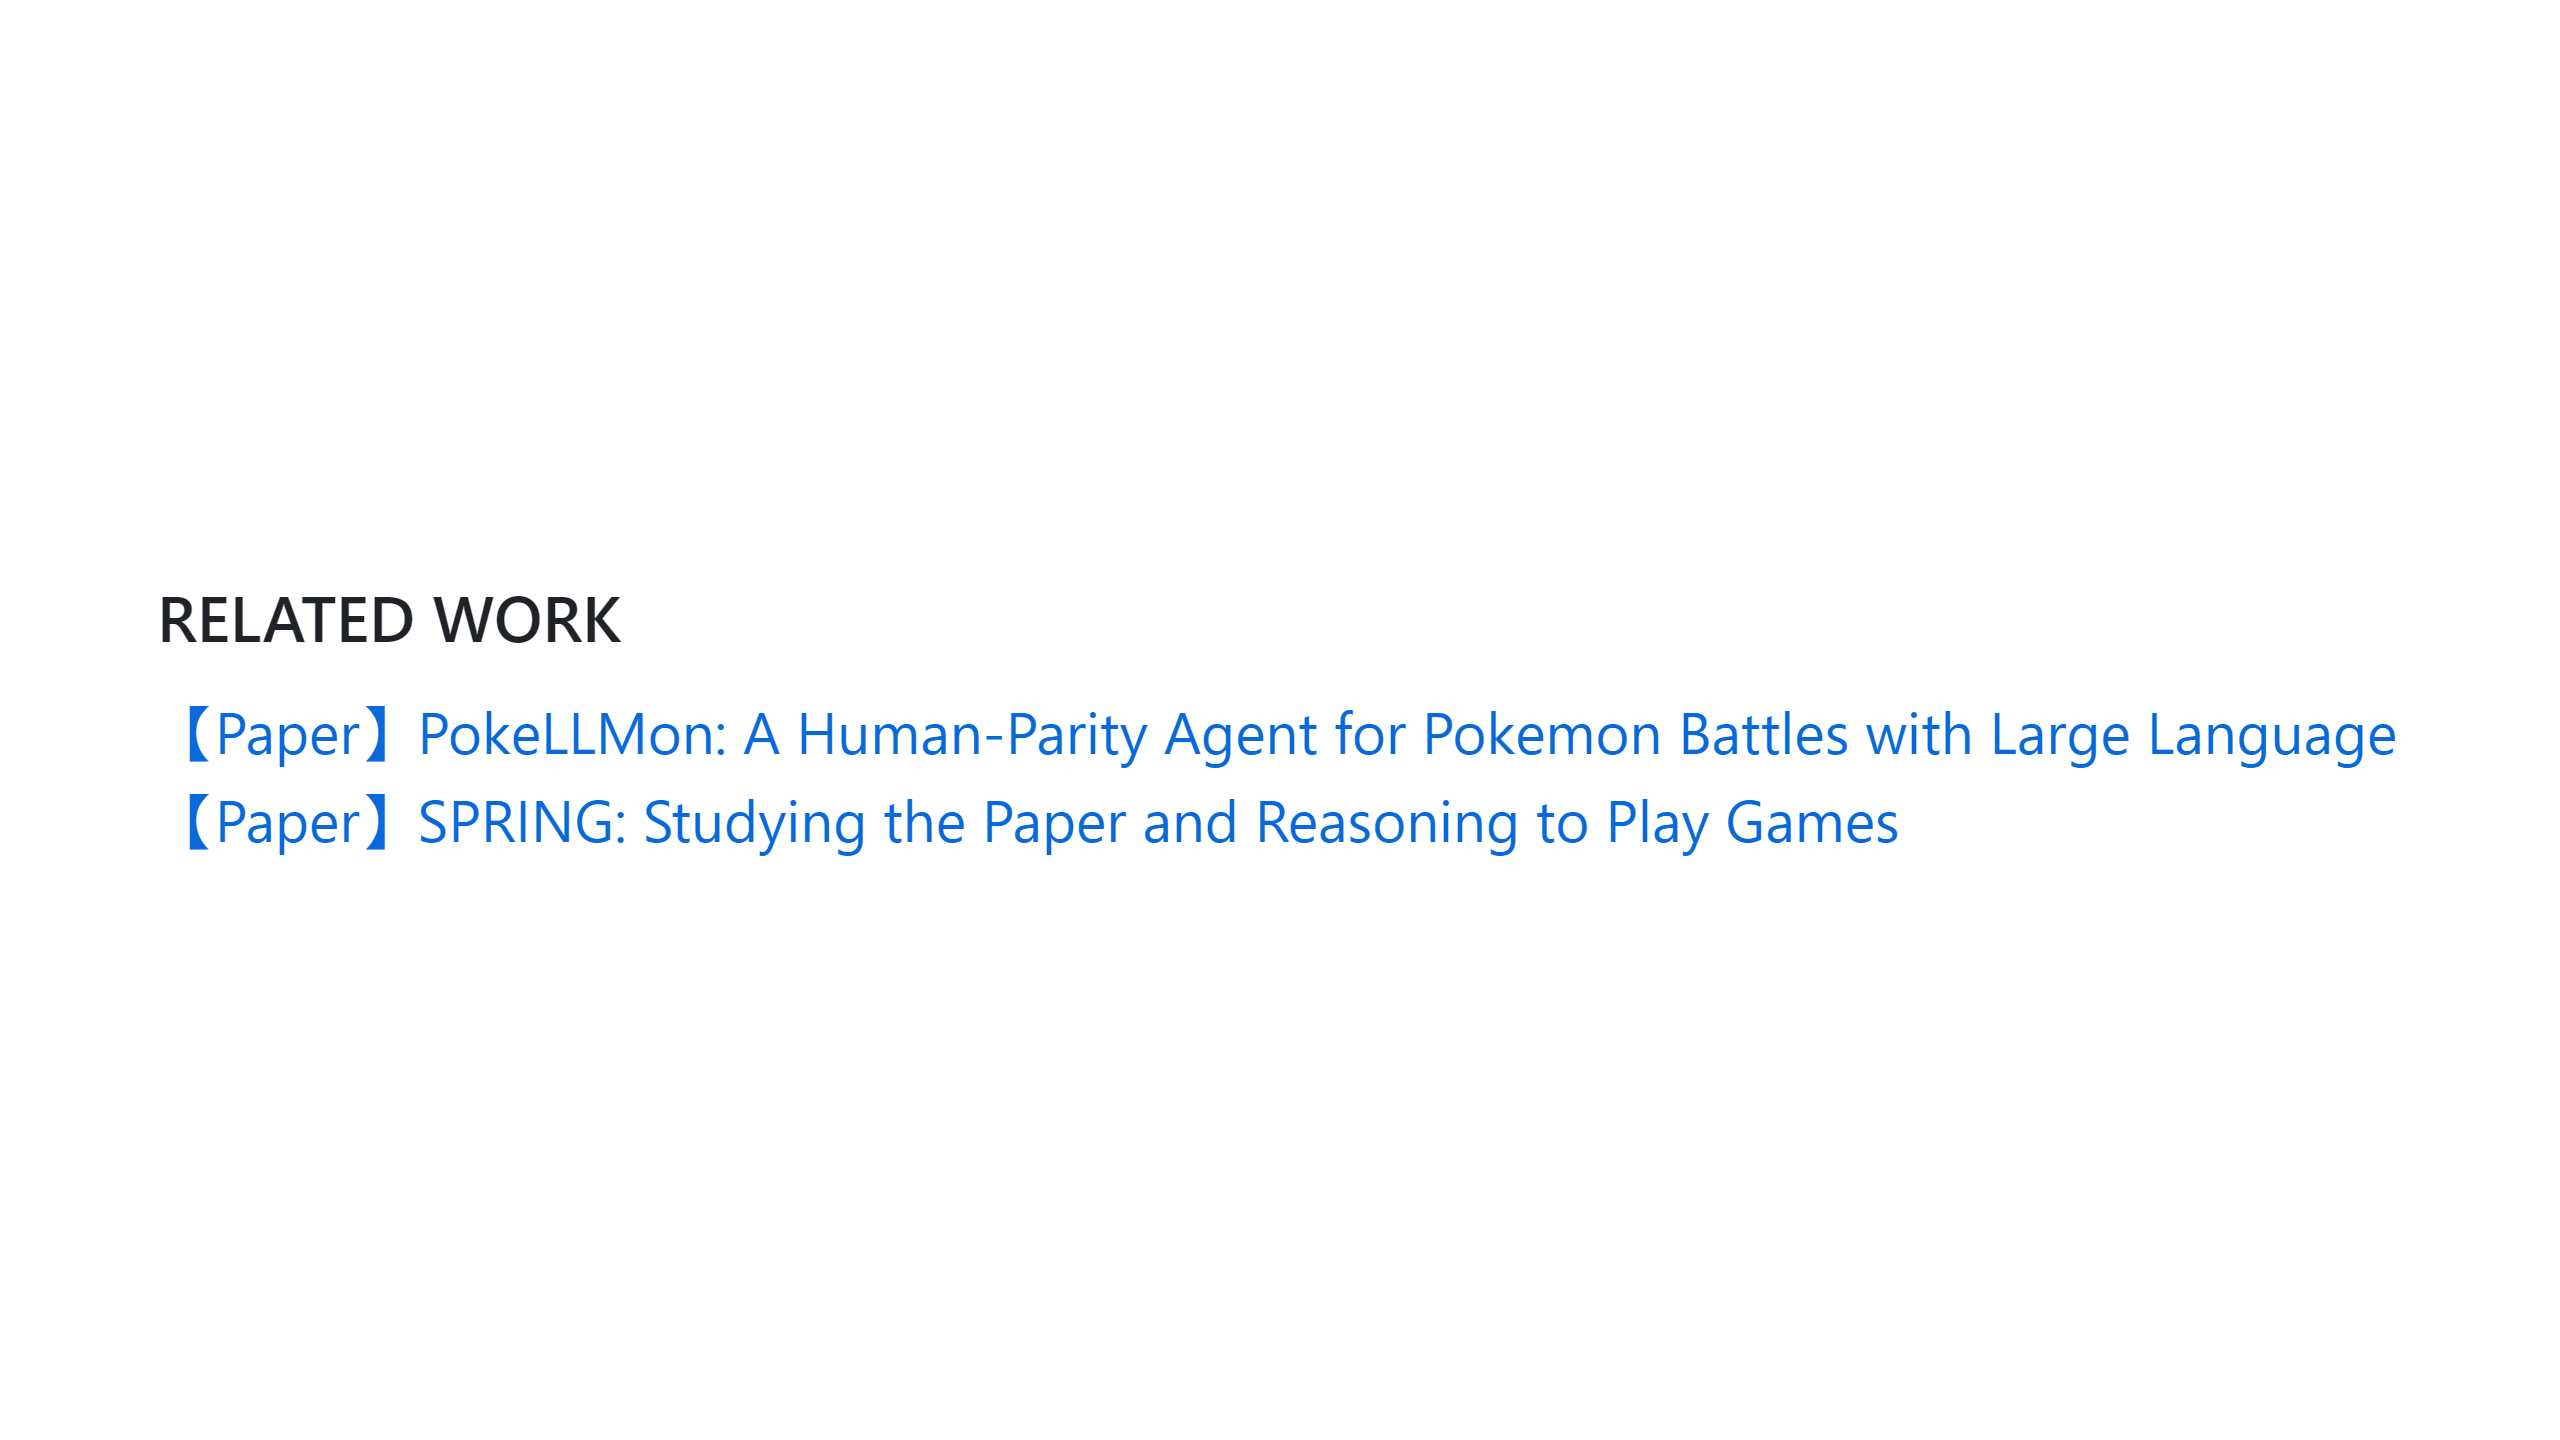 RELATED WORK
【Paper】PokeLLMon: A Human-Parity Agent for Pokemon Battles with Large Language
【Paper】SPRING: Studying the Paper and Reasoning to Play Games